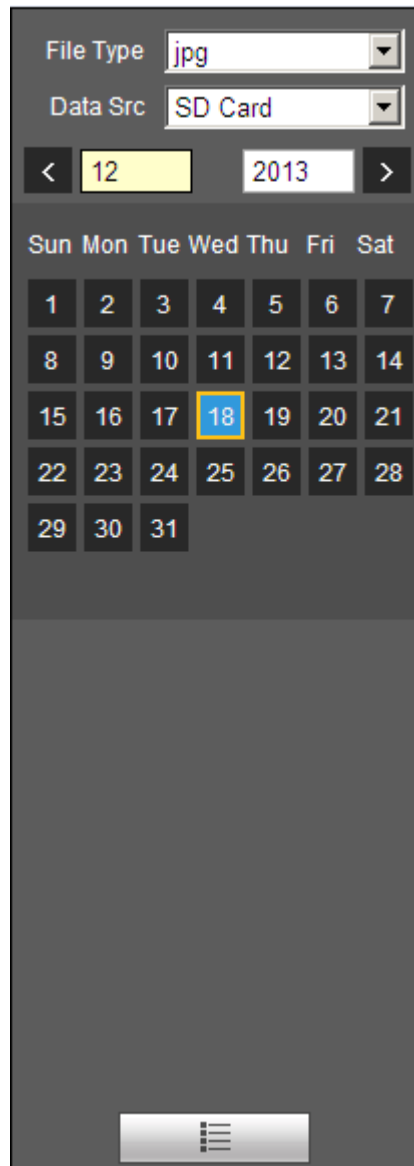 File Type jpg
Data Src SD Card
< 12 2013 >
Sun Mon Tue Wed Thu Fri Sat
1 2 3 4 5 6 7
8 9 10 11 12 13 14
15 16 17 18 19 20 21
22 23 24 25 26 27 28
29 30 31